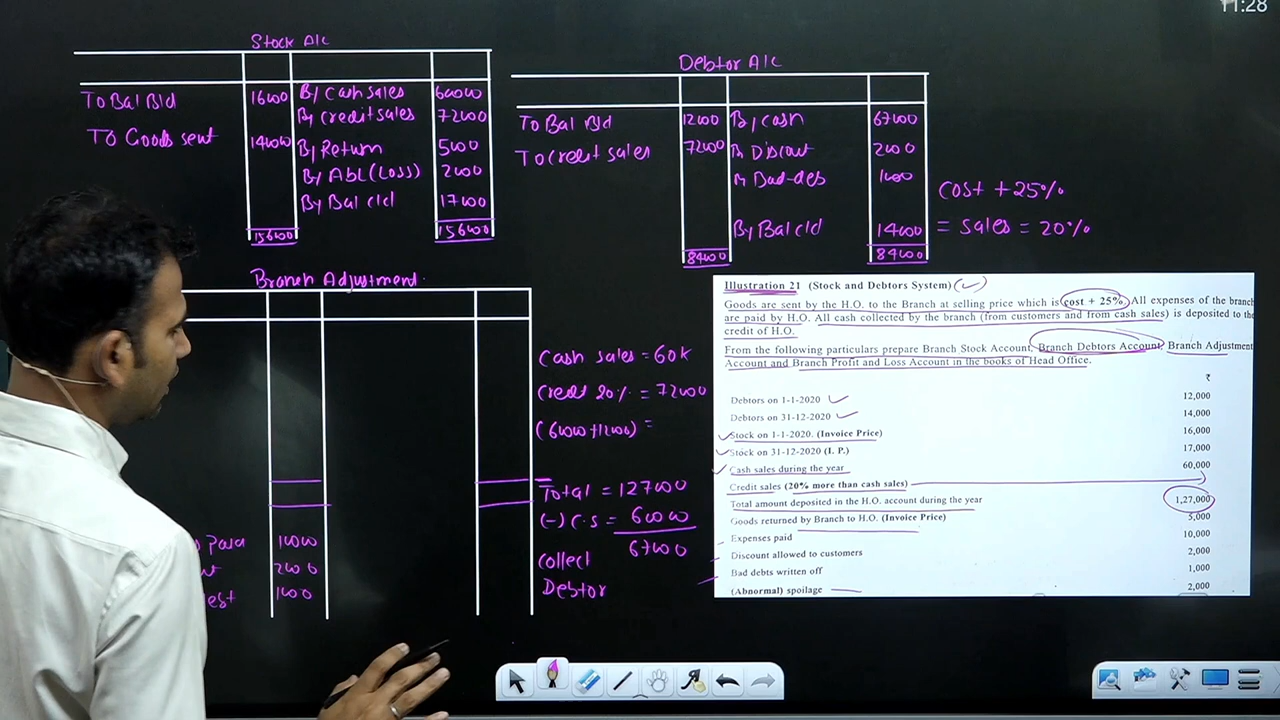 11:28
Stock A/c
To Bal B/d 16000 By Cash sales 60000
By credit sales 72000
To Goods sent 140000 By Return 5000
By Abl (Loss) 2000
By Bal c/d 17000
156000 156000
Debtor A/c
To Bal B/d 12000 By cash 67000
To credit sales 72000 By Discout 2000
By Bad-deb 1000
By Bal c/d 14000
84000 84000
cost + 25%
= sales = 20%
Branch Adjustment
10000
2000
1000
Cash sales = 60k
Credit 20% = 72000
(60000+12000) =
Total = 127000
(-) C.S = 60000
67000
collect
Debtor
Illustration 21 (Stock and Debtors System)
Goods are sent by the H.O. to the Branch at selling price which is cost + 25%. All expenses of the branch
are paid by H.O. All cash collected by the branch (from customers and from cash sales) is deposited to the
credit of H.O.
From the following particulars prepare Branch Stock Account, Branch Debtors Account, Branch Adjustment
Account and Branch Profit and Loss Account in the books of Head Office.
₹
Debtors on 1-1-2020 12,000
Debtors on 31-12-2020 14,000
Stock on 1-1-2020. (Invoice Price) 16,000
Stock on 31-12-2020 (I. P.) 17,000
Cash sales during the year 60,000
Credit sales (20% more than cash sales)
Total amount deposited in the H.O. account during the year 1,27,000
Goods returned by Branch to H.O. (Invoice Price) 5,000
Expenses paid 10,000
Discount allowed to customers 2,000
Bad debts written off 1,000
(Abnormal) spoilage 2,000